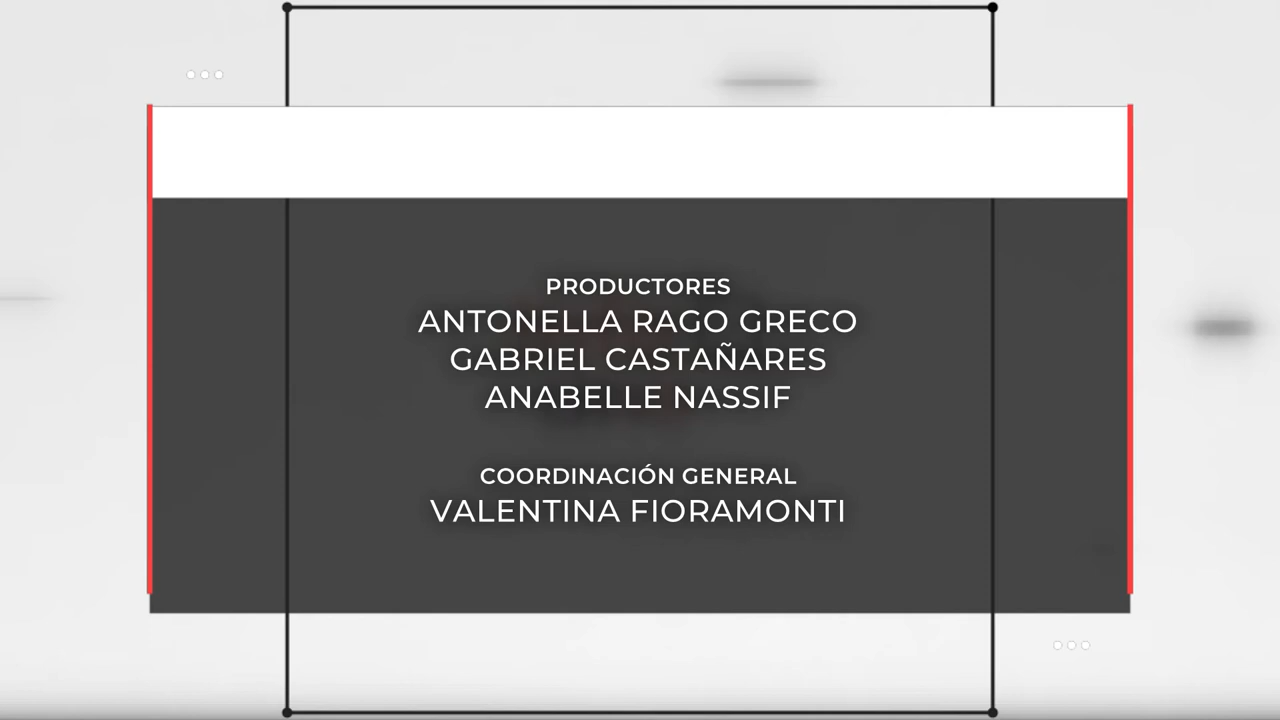 PRODUCTORES
ANTONELLA RAGO GRECO
GABRIEL CASTAÑARES
ANABELLE NASSIF
COORDINACIÓN GENERAL
VALENTINA FIORAMONTI